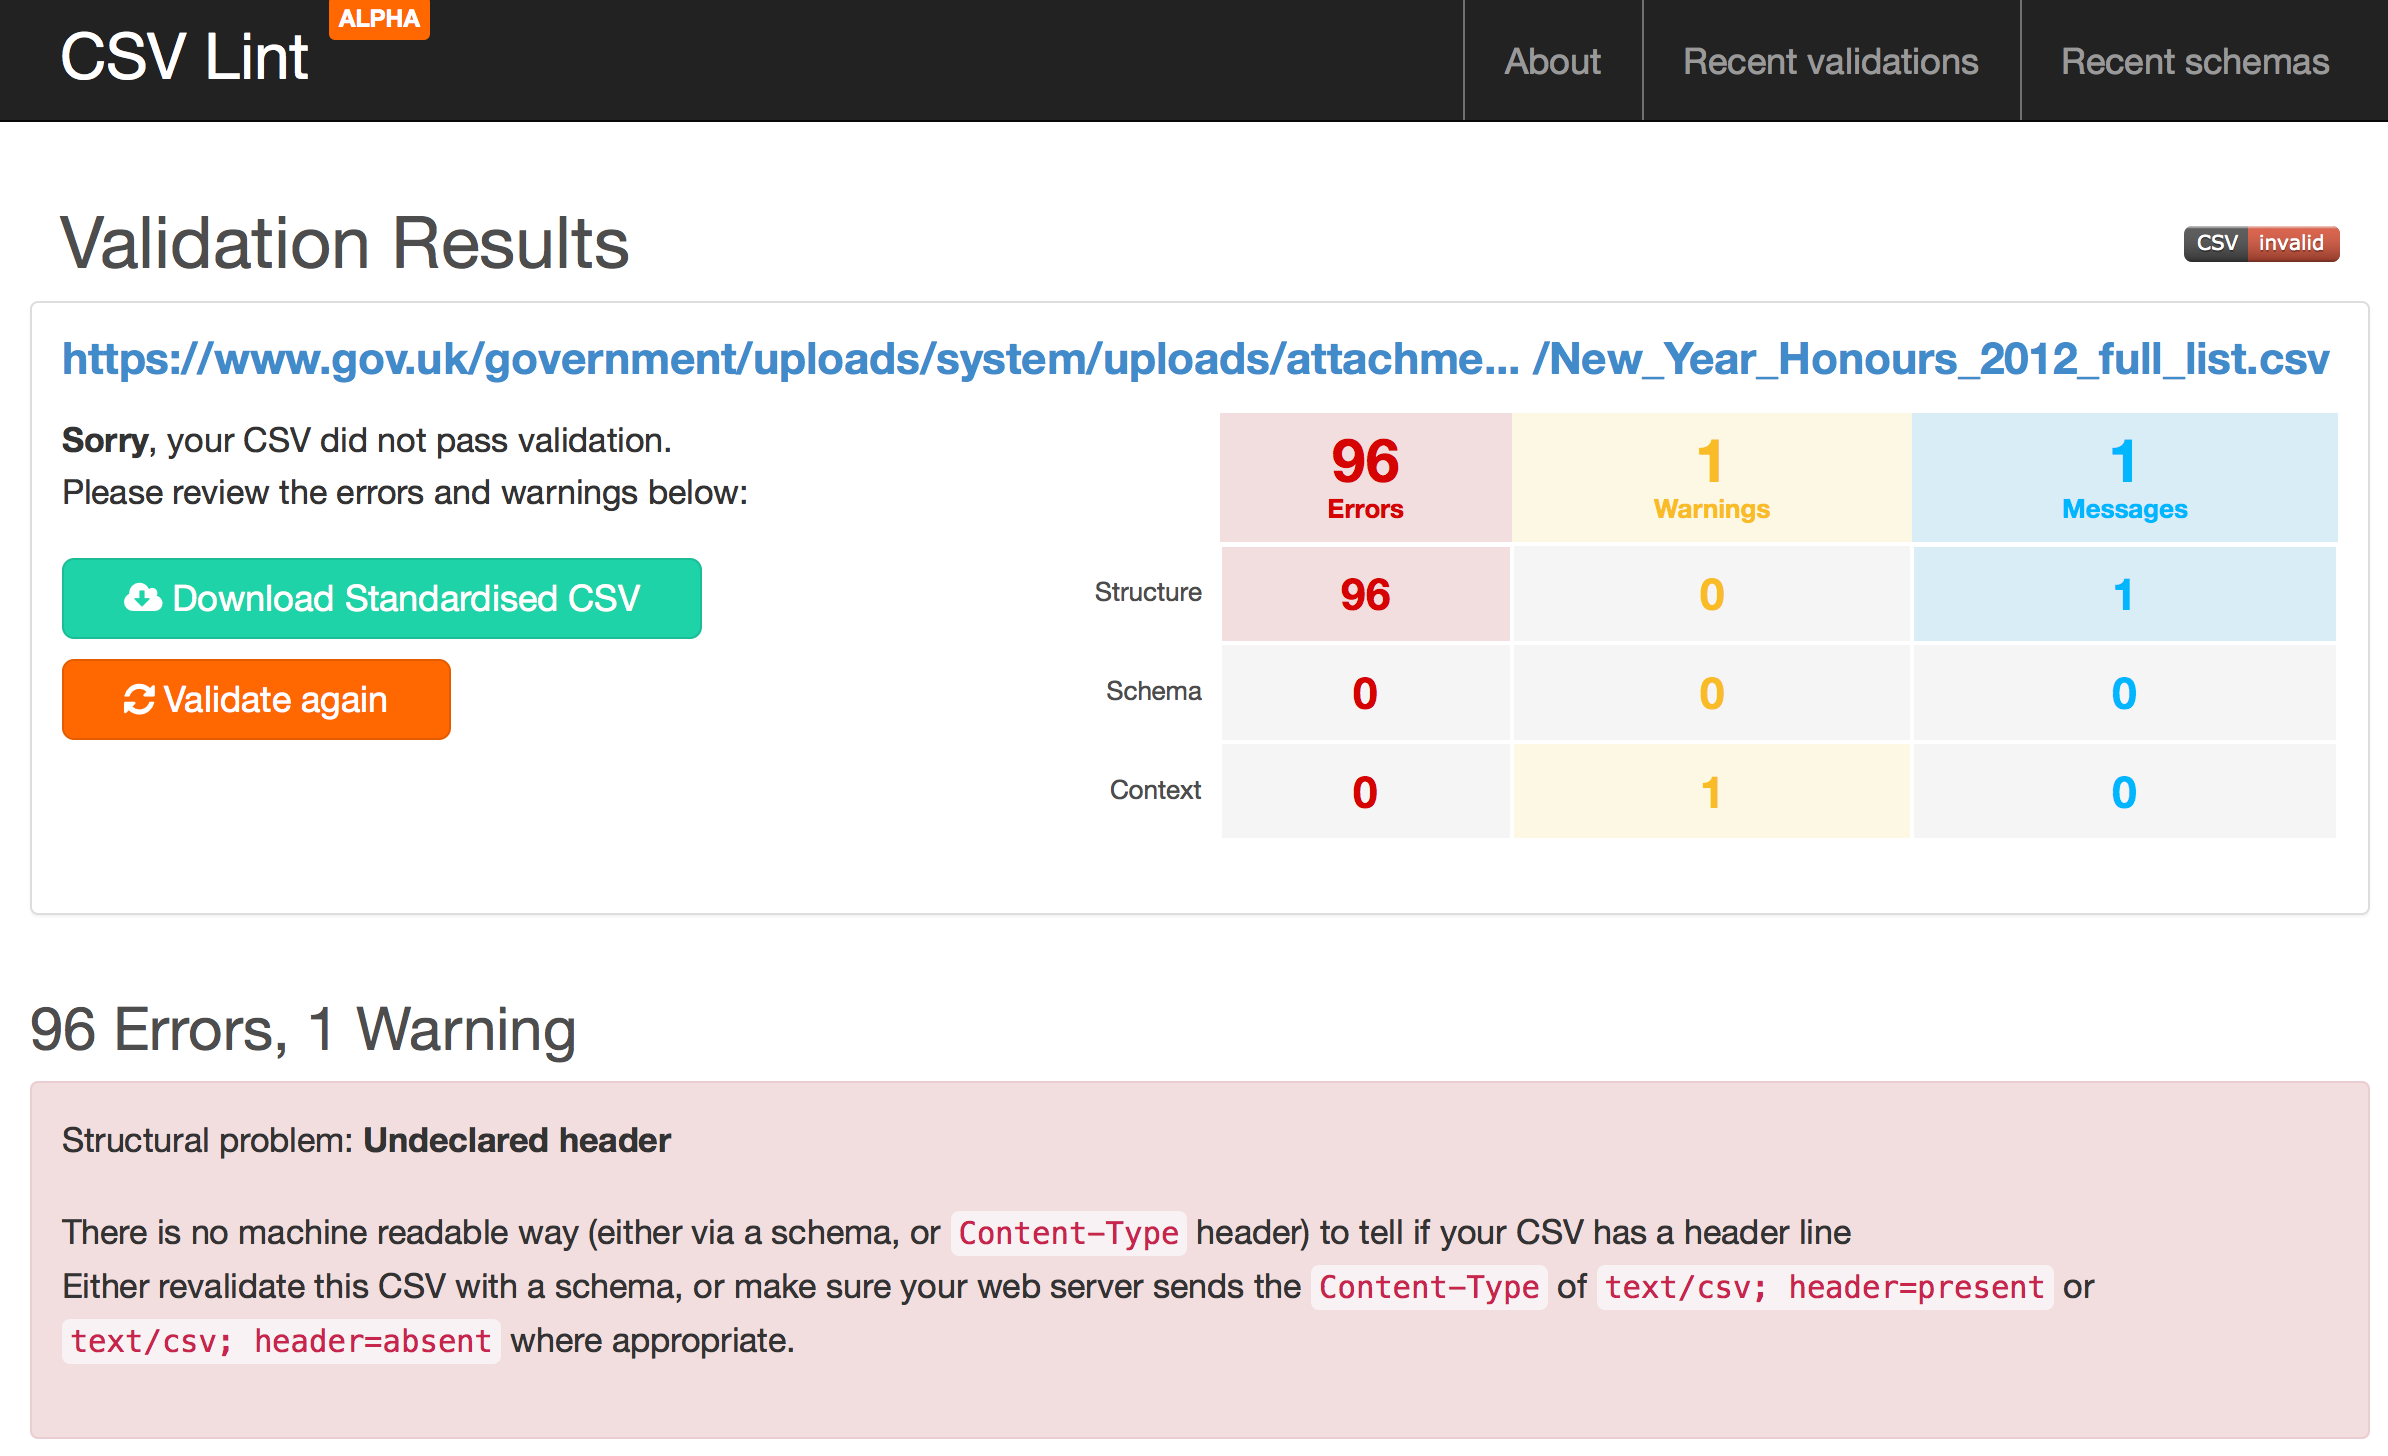 CSV Lint ALPHA
About Recent validations Recent schemas
Validation Results
CSV invalid
https://www.gov.uk/government/uploads/system/uploads/attachme... /New_Year_Honours_2012_full_list.csv
Sorry, your CSV did not pass validation.
Please review the errors and warnings below:
Download Standardised CSV
Validate again
96 1 1
Errors Warnings Messages
Structure 96 0 1
Schema 0 0 0
Context 0 1 0
96 Errors, 1 Warning
Structural problem: Undeclared header
There is no machine readable way (either via a schema, or Content-Type header) to tell if your CSV has a header line
Either revalidate this CSV with a schema, or make sure your web server sends the Content-Type of text/csv; header=present or
text/csv; header=absent where appropriate.